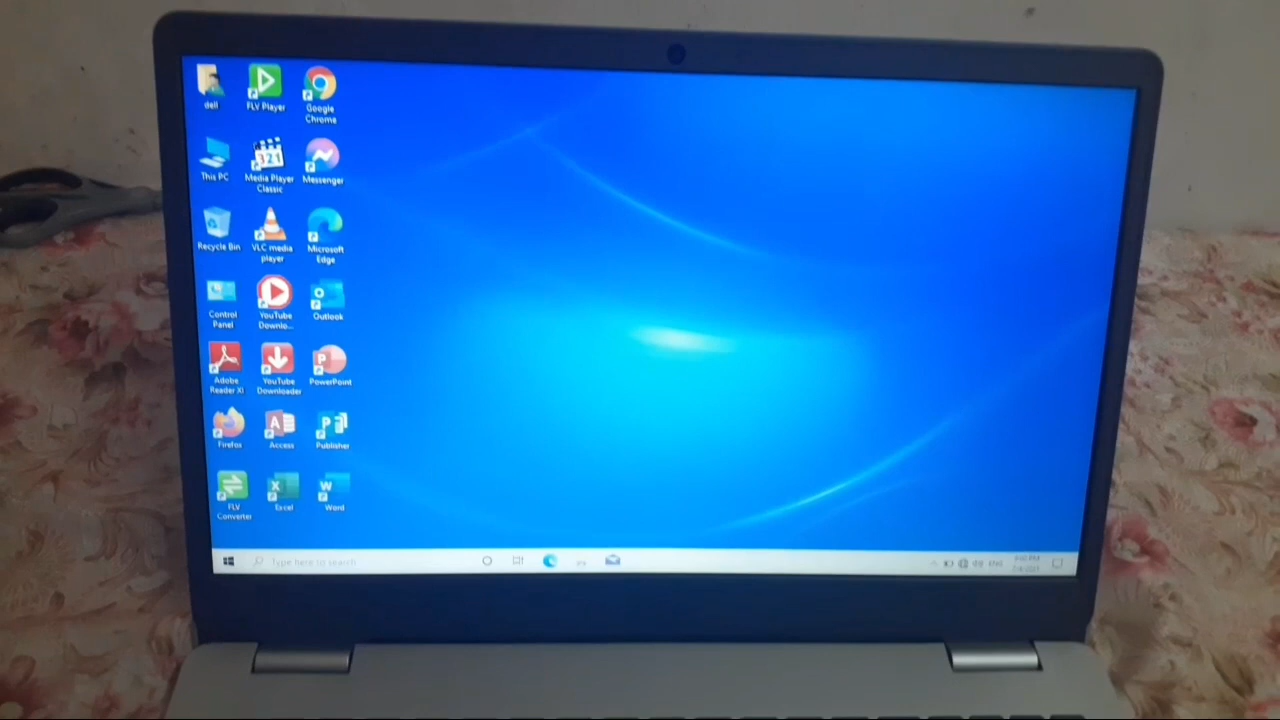 dell
FLV Player
Google
Chrome
This PC
Media Player
Classic
321
Messenger
Recycle Bin
VLC media
player
Microsoft
Edge
Control
Panel
YouTube
Downlo...
Outlook
Adobe
Reader XI
YouTube
Downloader
PowerPoint
Firefox
Access
Publisher
FLV
Converter
Excel
Word
Type here to search
ENG